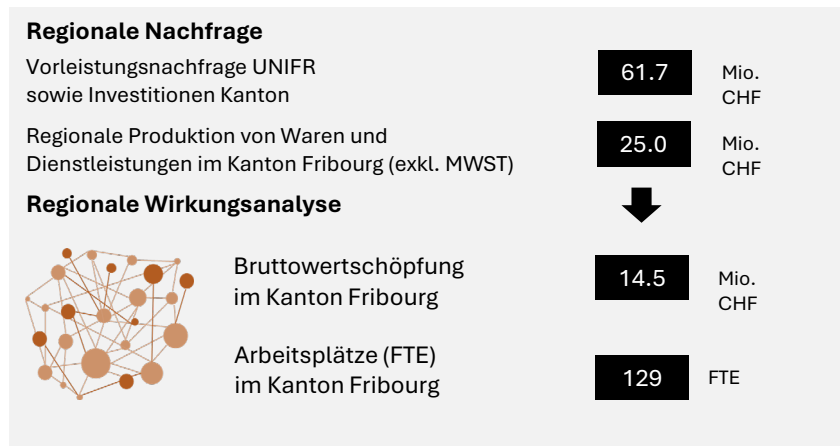 Regionale Nachfrage
Vorleistungsnachfrage UNIFR
sowie Investitionen Kanton
61.7
Mio.
CHF
Regionale Produktion von Waren und
Dienstleistungen im Kanton Fribourg (exkl. MWST)
25.0
Mio.
CHF
Regionale Wirkungsanalyse
Bruttowertschöpfung
im Kanton Fribourg
14.5
Mio.
CHF
Arbeitsplätze (FTE)
im Kanton Fribourg
129
FTE